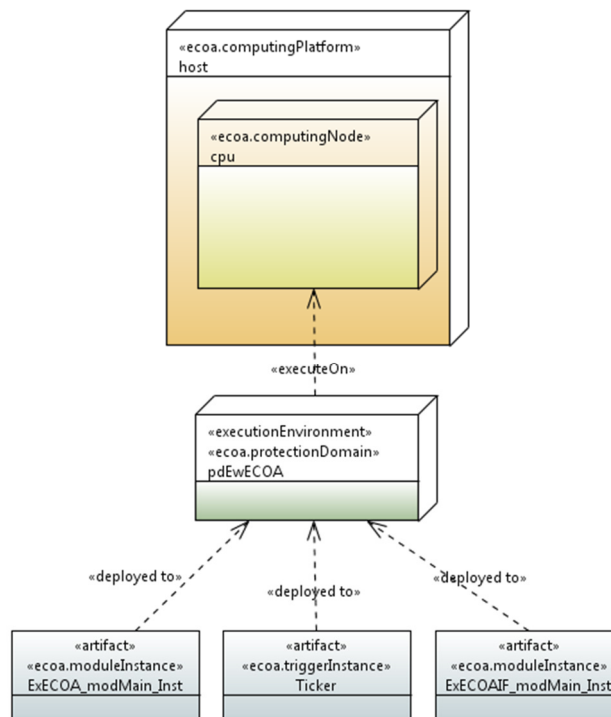 «ecoa.computingPlatform»
host
«ecoa.computingNode»
cpu
«executeOn»
«executionEnvironment»
«ecoa.protectionDomain»
pdEwECOA
«deployed to»
«deployed to»
«deployed to»
«artifact»
«ecoa.moduleInstance»
ExECOA_modMain_Inst
«artifact»
«ecoa.triggerInstance»
Ticker
«artifact»
«ecoa.moduleInstance»
ExECOAIF_modMain_Inst